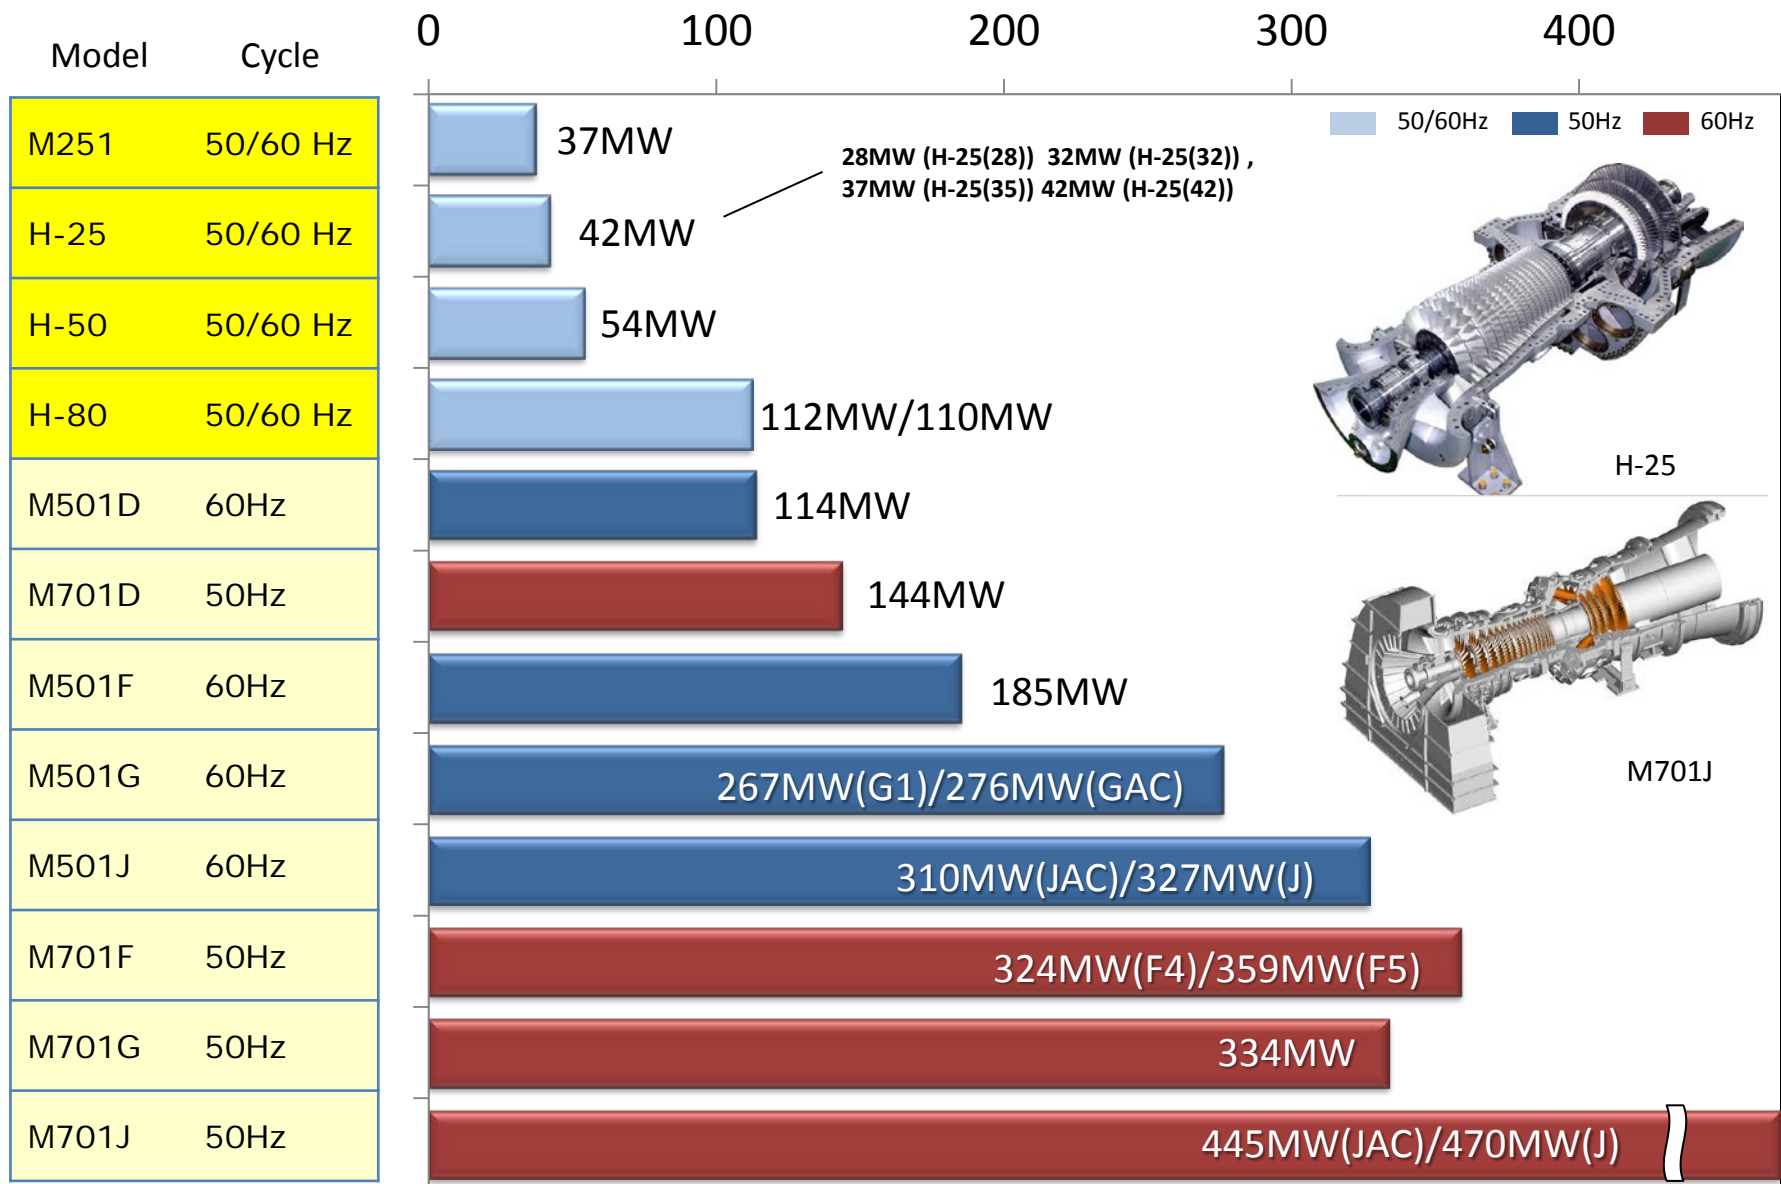 0 100 200 300 400
Model Cycle
50/60Hz 50Hz 60Hz
M251 50/60 Hz 37MW
28MW (H-25(28)) 32MW (H-25(32)) ,
37MW (H-25(35)) 42MW (H-25(42))
H-25 50/60 Hz 42MW
H-50 50/60 Hz 54MW
H-80 50/60 Hz 112MW/110MW
H-25
M501D 60Hz 114MW
M701D 50Hz 144MW
M501F 60Hz 185MW
M501G 60Hz 267MW(G1)/276MW(GAC)
M701J
M501J 60Hz 310MW(JAC)/327MW(J)
M701F 50Hz 324MW(F4)/359MW(F5)
M701G 50Hz 334MW
M701J 50Hz 445MW(JAC)/470MW(J)